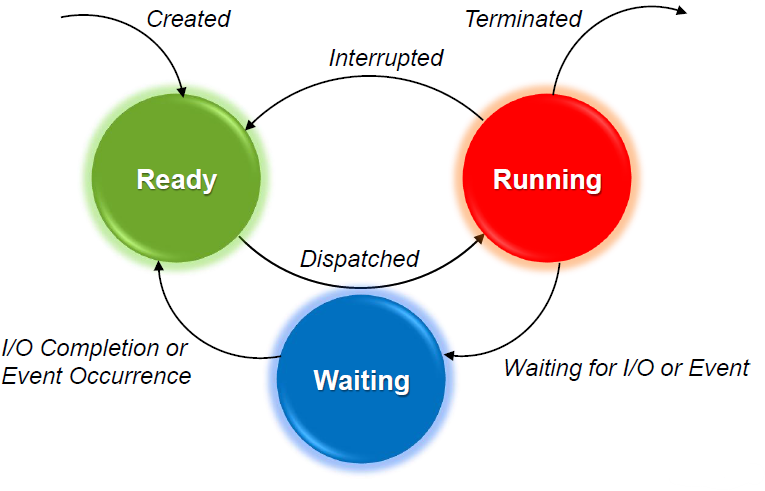 Created
Terminated
Interrupted
Ready
Running
Dispatched
I/O Completion or
Event Occurrence
Waiting
Waiting for I/O or Event